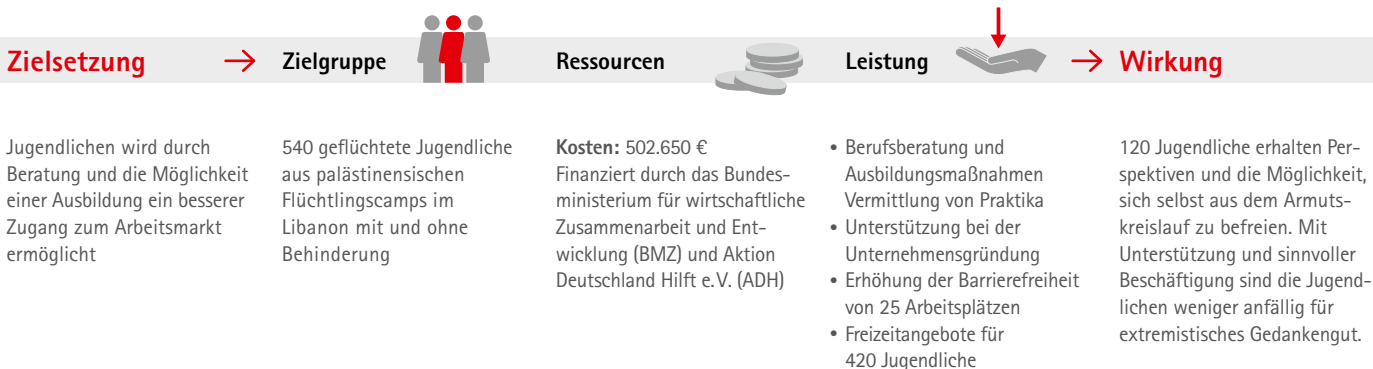 Zielsetzung
Zielgruppe
Ressourcen
Leistung
Wirkung
Jugendlichen wird durch
Beratung und die Möglichkeit
einer Ausbildung ein besserer
Zugang zum Arbeitsmarkt
ermöglicht
540 geflüchtete Jugendliche
aus palästinensischen
Flüchtlingscamps im
Libanon mit und ohne
Behinderung
Kosten: 502.650 €
Finanziert durch das Bundes-
ministerium für wirtschaftliche
Zusammenarbeit und Ent-
wicklung (BMZ) und Aktion
Deutschland Hilft e.V. (ADH)
• Berufsberatung und
Ausbildungsmaßnahmen
Vermittlung von Praktika
• Unterstützung bei der
Unternehmensgründung
• Erhöhung der Barrierefreiheit
von 25 Arbeitsplätzen
• Freizeitangebote für
420 Jugendliche
120 Jugendliche erhalten Per-
spektiven und die Möglichkeit,
sich selbst aus dem Armuts-
kreislauf zu befreien. Mit
Unterstützung und sinnvoller
Beschäftigung sind die Jugend-
lichen weniger anfällig für
extremistisches Gedankengut.